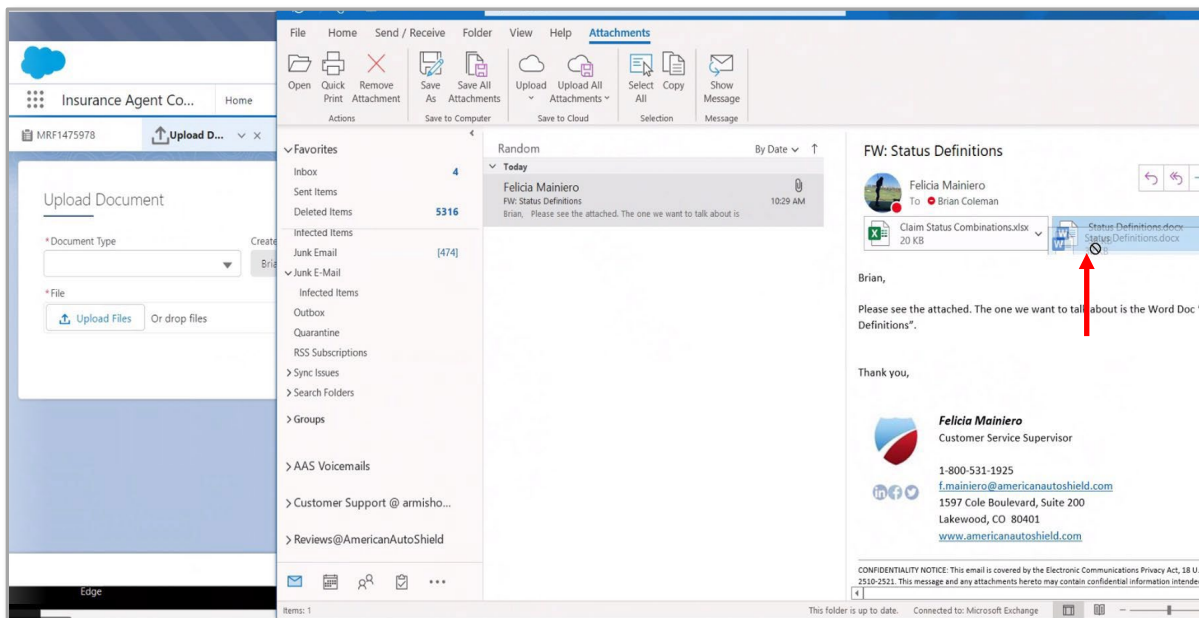 File Home Send / Receive Folder View Help Attachments
Open Quick Print Remove Attachment Save As Save All Attachments Upload Upload All Attachments Select All Copy Show Message
Actions Save to Computer Save to Cloud Selection Message
Insurance Agent Co... Home
MRF1475978 Upload D...
Upload Document
*Document Type Create
Bria
*File
Upload Files Or drop files
Edge
Favorites
Inbox 4
Sent Items
Deleted Items 5316
Infected Items
Junk Email [474]
Junk E-Mail
Infected Items
Outbox
Quarantine
RSS Subscriptions
Sync Issues
Search Folders
Groups
AAS Voicemails
Customer Support @ armisho...
Reviews@AmericanAutoShield
Items: 1
Random By Date
Today
Felicia Mainiero
FW: Status Definitions 10:29 AM
Brian, Please see the attached. The one we want to talk about is
FW: Status Definitions
Felicia Mainiero
To Brian Coleman
Claim Status Combinations.xlsx
20 KB
Status Definitions.docx
Status Definitions.docx
Brian,
Please see the attached. The one we want to talk about is the Word Doc "
Definitions".
Thank you,
Felicia Mainiero
Customer Service Supervisor
1-800-531-1925
f.mainiero@americanautoshield.com
1597 Cole Boulevard, Suite 200
Lakewood, CO 80401
www.americanautoshield.com
CONFIDENTIALITY NOTICE: This email is covered by the Electronic Communications Privacy Act, 18 U.
2510-2521. This message and any attachments hereto may contain confidential information intende
This folder is up to date. Connected to: Microsoft Exchange